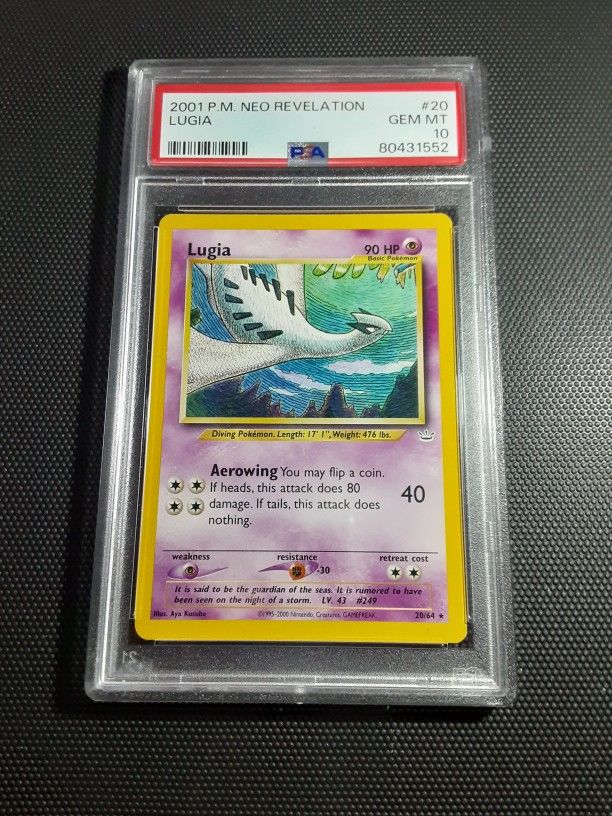 2001 P.M. NEO REVELATION #20
LUGIA GEM MT
10
PSA 80431552
Lugia 90 HP
Basic Pokémon
Diving Pokémon. Length: 17' 1", Weight: 476 lbs.
Aerowing You may flip a coin.
If heads, this attack does 80
damage. If tails, this attack does
nothing.
40
weakness resistance retreat cost
-30
It is said to be the guardian of the seas. It is rumored to have
been seen on the night of a storm. LV. 43 #249
Illus. Aya Kusube ©1995-2000 Nintendo, Creatures, GAMEFREAK. 20/64 ★